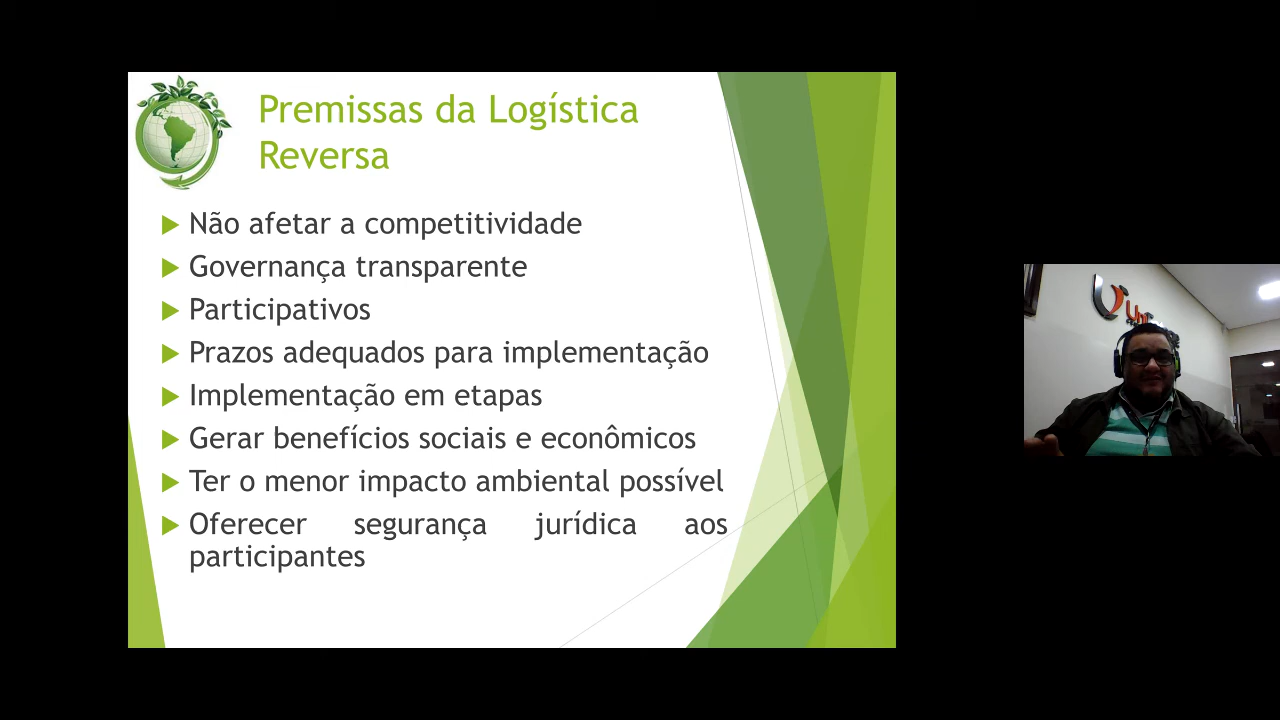 Premissas da Logística
Reversa
Não afetar a competitividade
Governança transparente
Participativos
Prazos adequados para implementação
Implementação em etapas
Gerar benefícios sociais e econômicos
Ter o menor impacto ambiental possível
Oferecer segurança jurídica aos
participantes